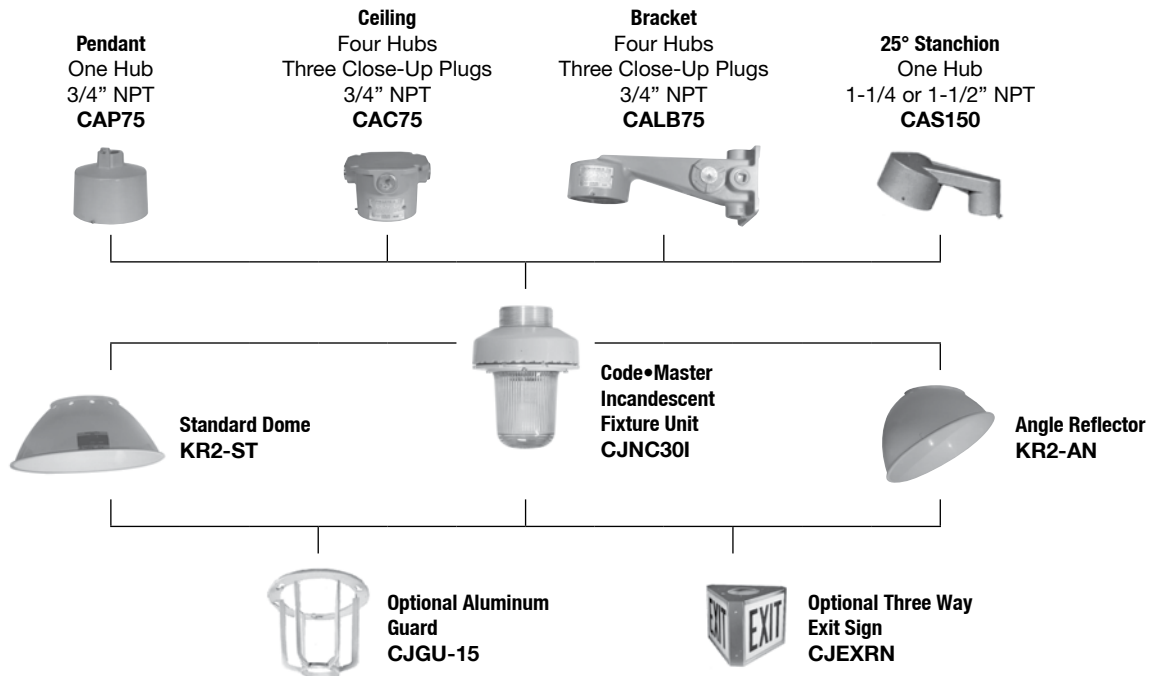 Pendant
One Hub
3/4” NPT
CAP75
Ceiling
Four Hubs
Three Close-Up Plugs
3/4” NPT
CAC75
Bracket
Four Hubs
Three Close-Up Plugs
3/4” NPT
CALB75
25° Stanchion
One Hub
1-1/4 or 1-1/2” NPT
CAS150
Code•Master
Incandescent
Fixture Unit
CJNC30I
Standard Dome
KR2-ST
Angle Reflector
KR2-AN
Optional Aluminum
Guard
CJGU-15
EXIT
EXIT
Optional Three Way
Exit Sign
CJEXRN